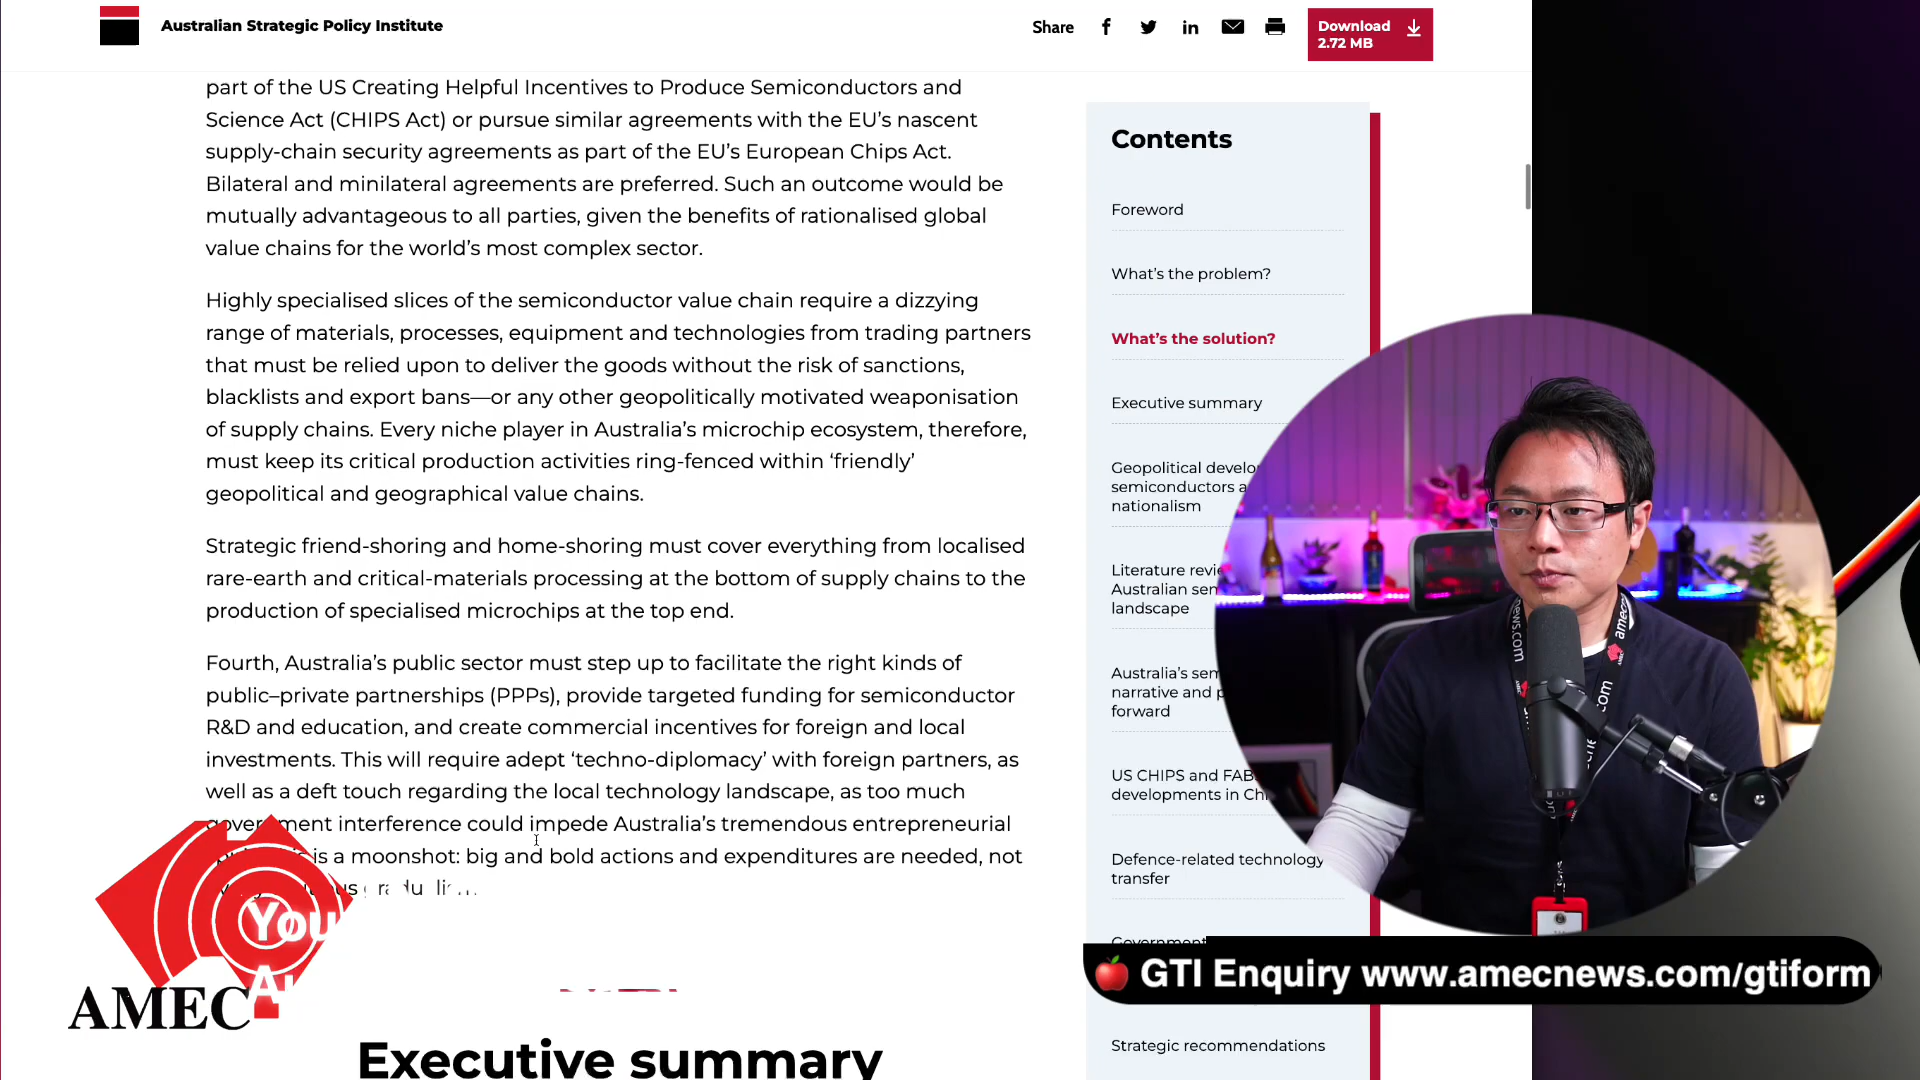 Australian Strategic Policy Institute
Share
Download
2.72 MB
part of the US Creating Helpful Incentives to Produce Semiconductors and
Science Act (CHIPS Act) or pursue similar agreements with the EU's nascent
supply-chain security agreements as part of the EU's European Chips Act.
Bilateral and minilateral agreements are preferred. Such an outcome would be
mutually advantageous to all parties, given the benefits of rationalised global
value chains for the world's most complex sector.
Highly specialised slices of the semiconductor value chain require a dizzying
range of materials, processes, equipment and technologies from trading partners
that must be relied upon to deliver the goods without the risk of sanctions,
blacklists and export bans—or any other geopolitically motivated weaponisation
of supply chains. Every niche player in Australia's microchip ecosystem, therefore,
must keep its critical production activities ring-fenced within 'friendly'
geopolitical and geographical value chains.
Strategic friend-shoring and home-shoring must cover everything from localised
rare-earth and critical-materials processing at the bottom of supply chains to the
production of specialised microchips at the top end.
Fourth, Australia's public sector must step up to facilitate the right kinds of
public–private partnerships (PPPs), provide targeted funding for semiconductor
R&D and education, and create commercial incentives for foreign and local
investments. This will require adept 'techno-diplomacy' with foreign partners, as
well as a deft touch regarding the local technology landscape, as too much
government interference could impede Australia's tremendous entrepreneurial
is a moonshot: big and bold actions and expenditures are needed, not
Executive summary
Contents
Foreword
What's the problem?
What's the solution?
Executive summary
Geopolitical develo
semiconductors a
nationalism
Literature revie
Australian sem
landscape
Australia's sem
narrative and p
forward
US CHIPS and FAB
developments in Chi
Defence-related technology
transfer
Government
Strategic recommendations
You
Au
AMEC
GTI Enquiry www.amecnews.com/gtiform